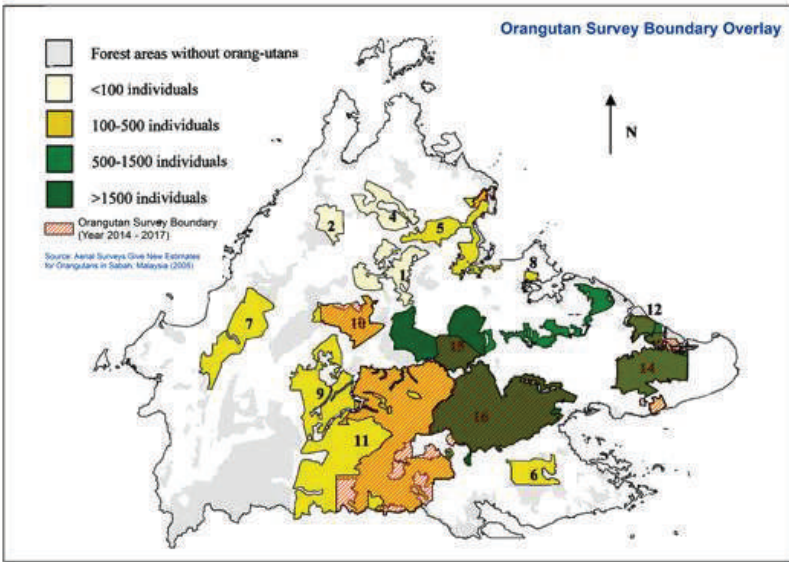 Orangutan Survey Boundary Overlay
Forest areas without orang-utans
<100 individuals
100-500 individuals
500-1500 individuals
>1500 individuals
Orangutan Survey Boundary
(Year 2014 - 2017)
Source: Aerial Surveys Give New Estimates
for Orangutans in Sabah, Malaysia (2005)
N
2
4
5
1
8
7
10
12
15
14
9
16
11
6